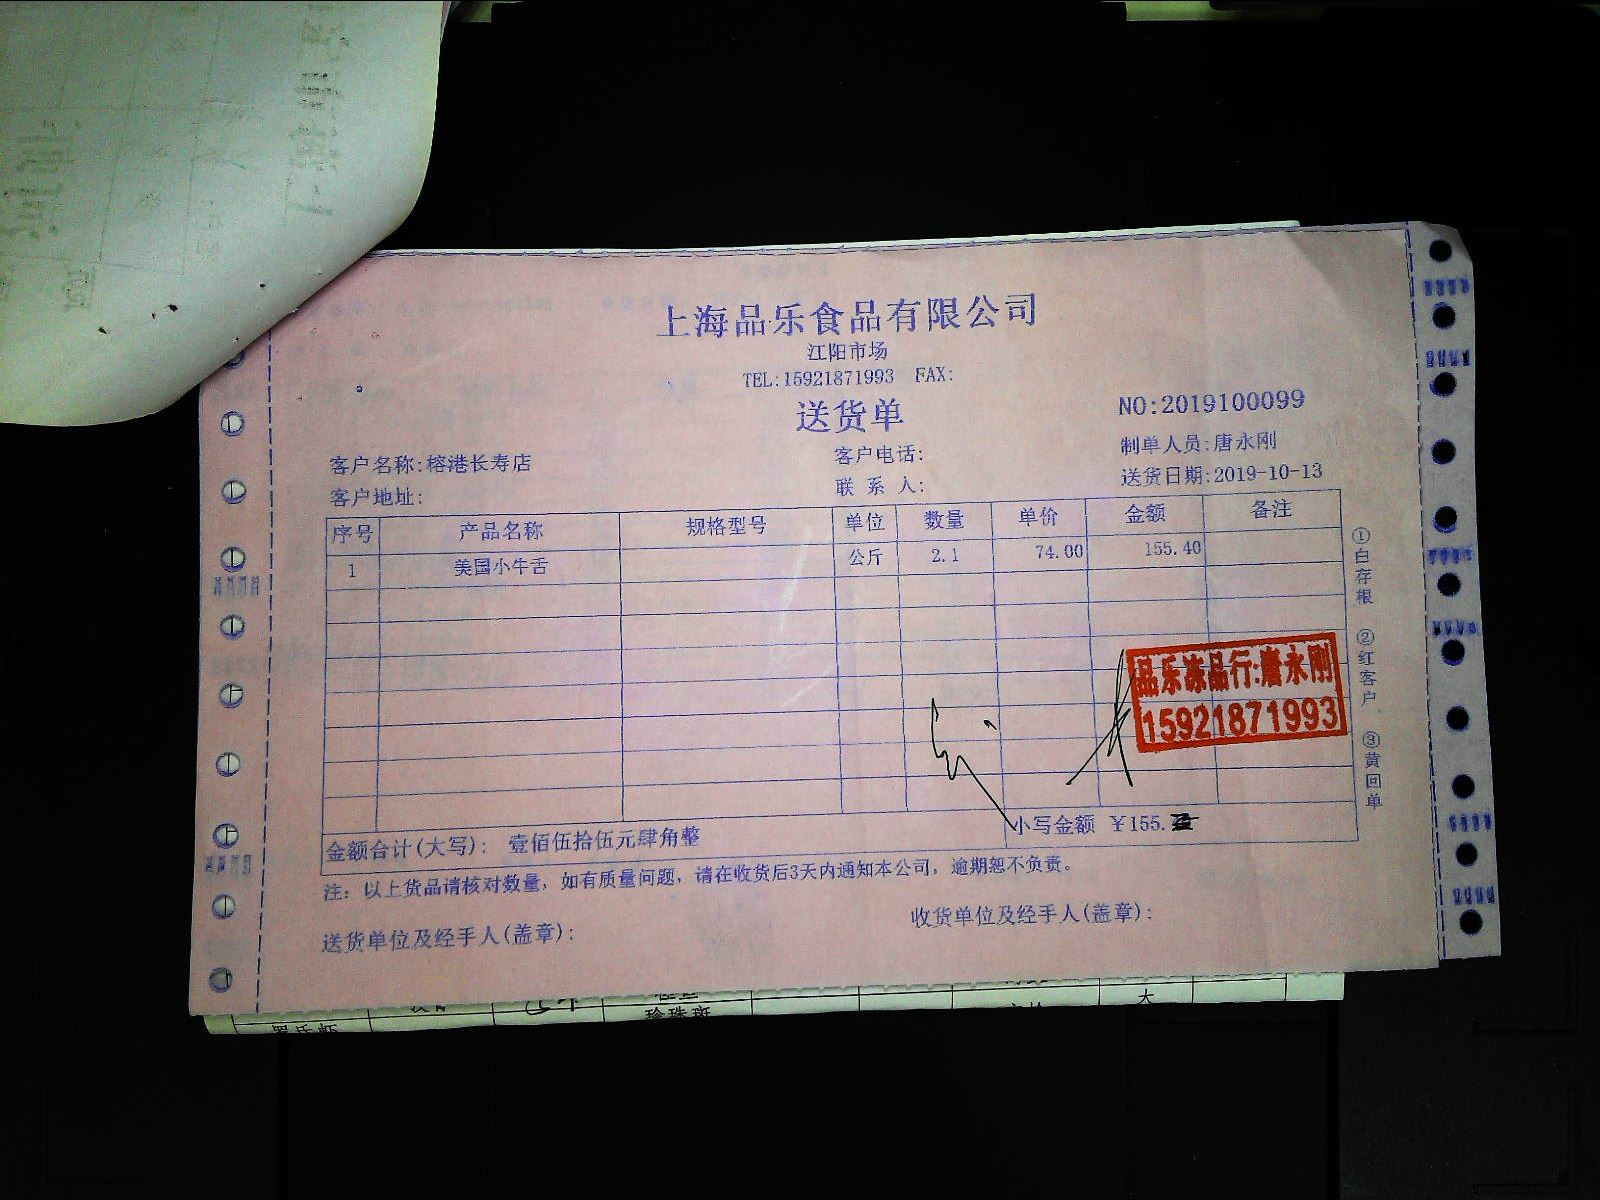 上海品乐食品有限公司
江阳市场
TEL:15921871993 FAX:
送货单
NO:2019100099
制单人员:唐永刚
客户名称:榕港长寿店 客户电话: 送货日期:2019-10-13
客户地址: 联 系 人:
序号 产品名称 规格型号 单位 数量 单价 金额 备注
1 美国小牛舌 公斤 2.1 74.00 155.40
品乐冻品行:唐永刚
15921871993
金额合计(大写): 壹佰伍拾伍元肆角整 小写金额 ¥155.
注: 以上货品请核对数量, 如有质量问题, 请在收货后3天内通知本公司, 逾期恕不负责。
送货单位及经手人(盖章): 收货单位及经手人(盖章):
①白存根 ②红客户 ③黄回单
珍珠斑